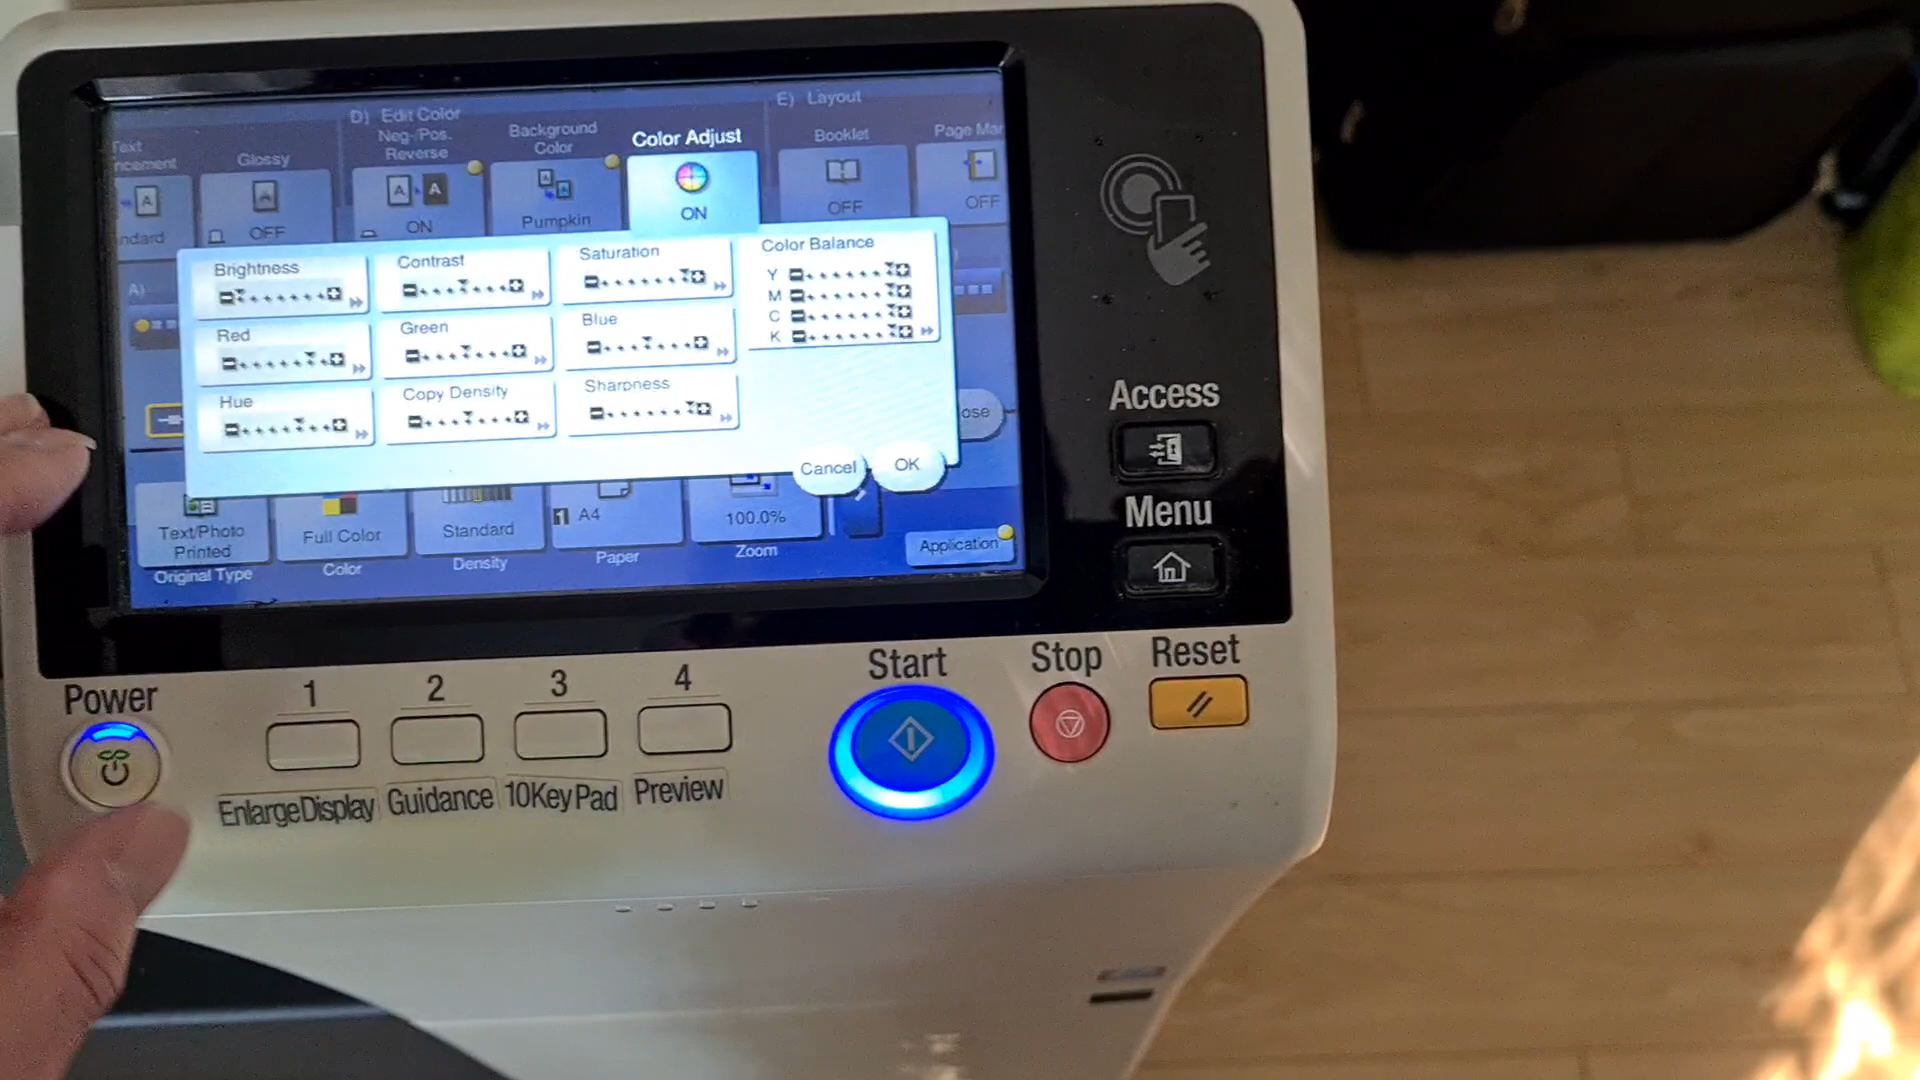 D) Edit Color
E) Layout
Text
Glossy
Neg-/Pos.
Reverse
Background
Color
Color Adjust
Booklet
Page Mar
OFF
ON
Pumpkin
ON
OFF
OFF
Brightness
Contrast
Saturation
Color Balance
Y
M
C
K
Red
Green
Blue
Hue
Copy Density
Sharpness
Cancel
OK
A)
ose
Text/Photo
Printed
Full Color
Standard
1 A4
100.0%
Application
Original Type
Color
Density
Paper
Zoom
Access
Menu
Power
1
2
3
4
Start
Stop
Reset
EnlargeDisplay
Guidance
10KeyPad
Preview